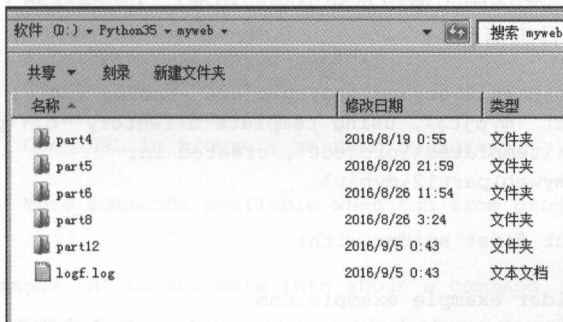 软件 (D:) ▸ Python35 ▸ myweb ▸ 搜索 myweb
共享 刻录 新建文件夹
名称 修改日期 类型
part4 2016/8/19 0:55 文件夹
part5 2016/8/20 21:59 文件夹
part6 2016/8/26 11:54 文件夹
part8 2016/8/26 3:24 文件夹
part12 2016/9/5 0:43 文件夹
logf.log 2016/9/5 0:43 文本文档